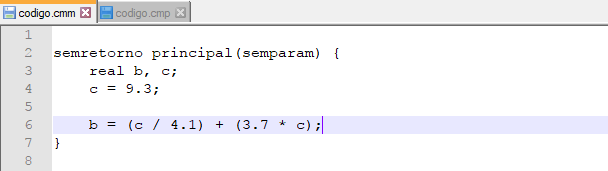 codigo.cmm codigo.cmp
1
2 semretorno principal(semparam) {
3     real b, c;
4     c = 9.3;
5
6     b = (c / 4.1) + (3.7 * c);
7 }
8